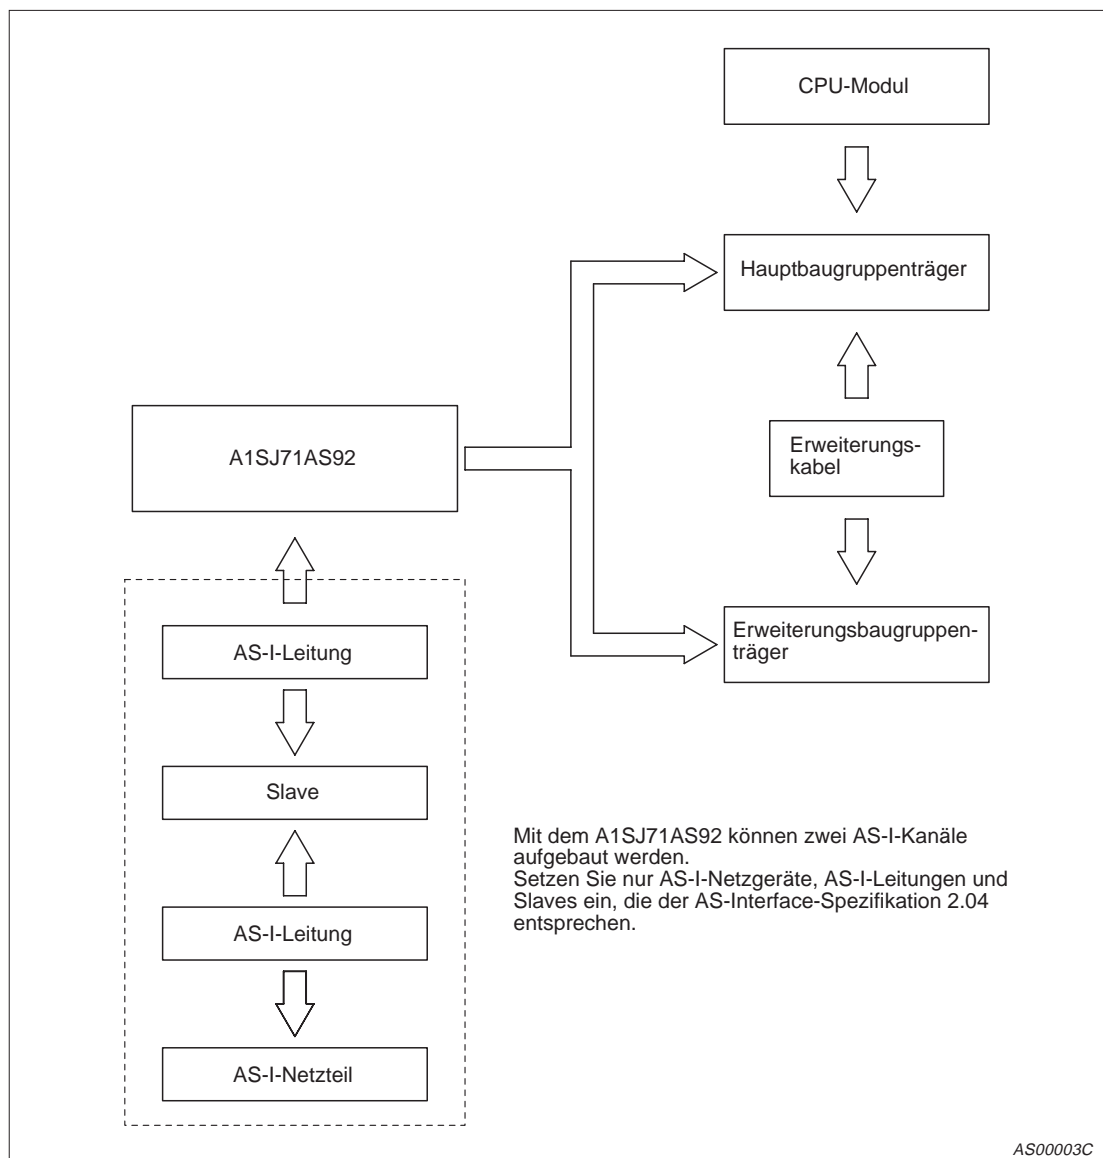 CPU-Modul
Hauptbaugruppenträger
A1SJ71AS92
Erweiterungs-
kabel
Erweiterungsbaugruppen-
träger
AS-I-Leitung
Slave
AS-I-Leitung
AS-I-Netzteil
Mit dem A1SJ71AS92 können zwei AS-I-Kanäle
aufgebaut werden.
Setzen Sie nur AS-I-Netzgeräte, AS-I-Leitungen und
Slaves ein, die der AS-Interface-Spezifikation 2.04
entsprechen.
AS00003C